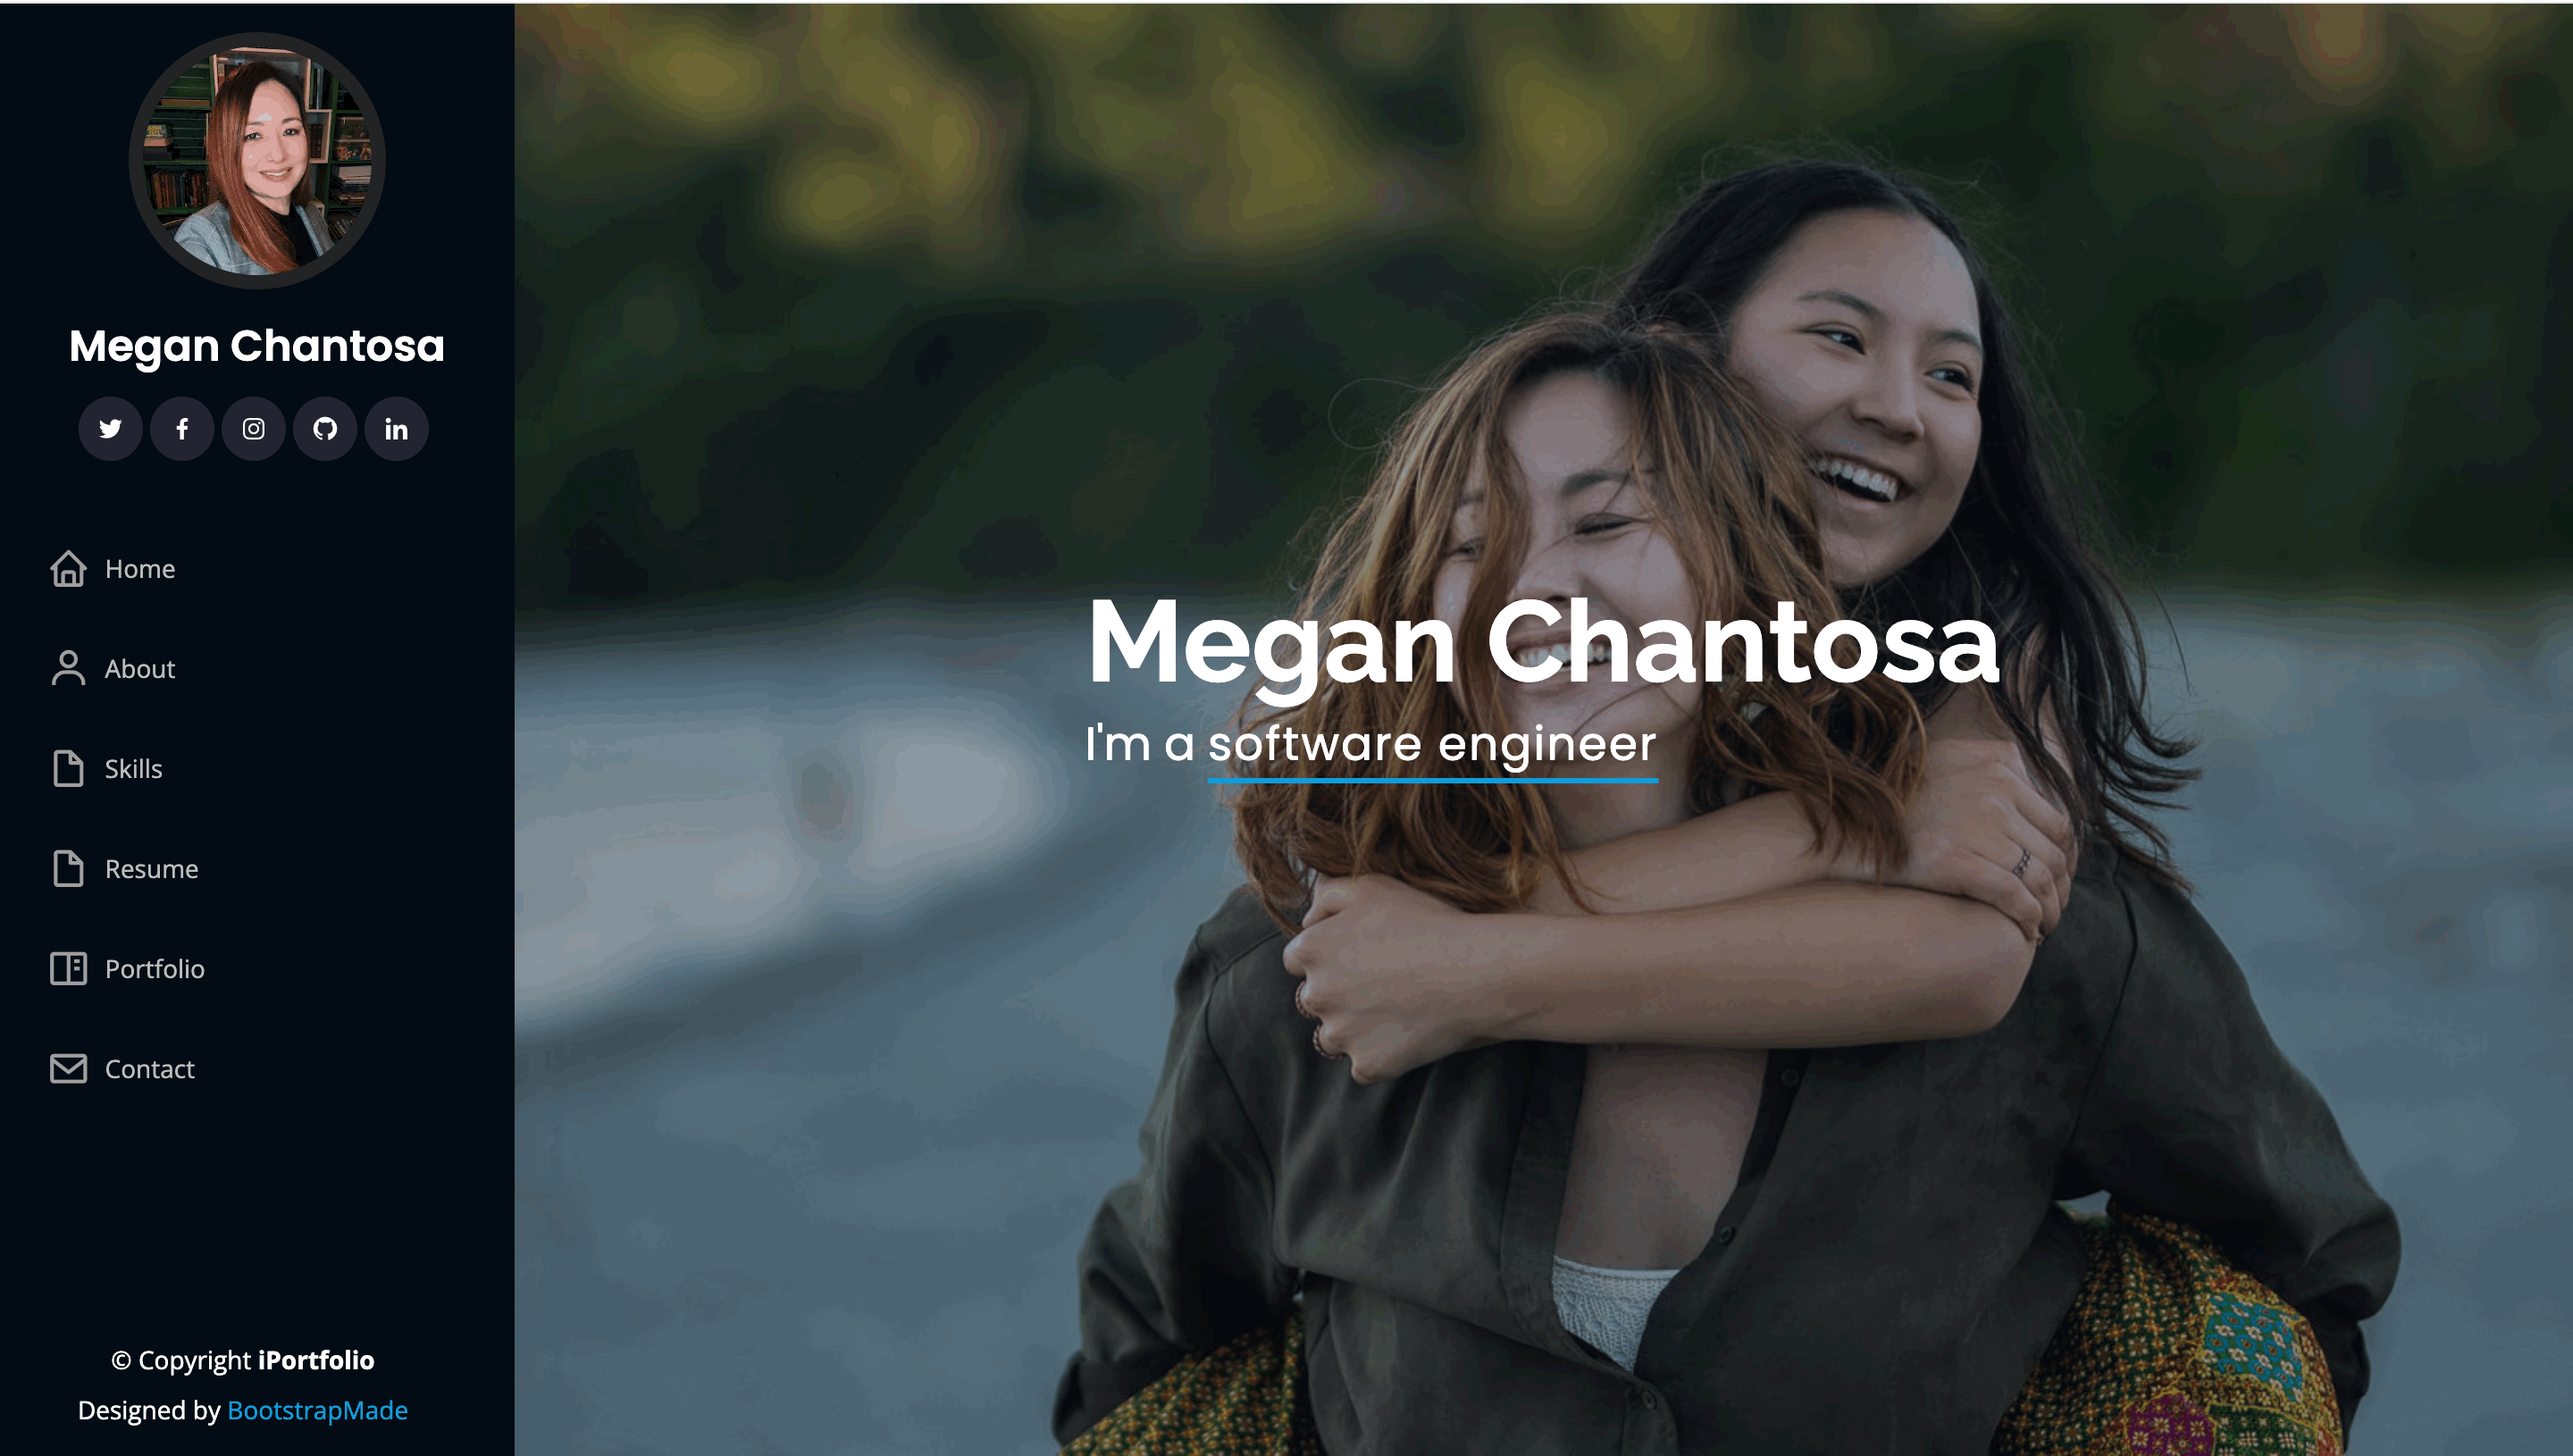 Megan Chantosa
Home
About
Skills
Resume
Portfolio
Contact
© Copyright iPortfolio
Designed by BootstrapMade
Megan Chantosa
I'm a software engineer